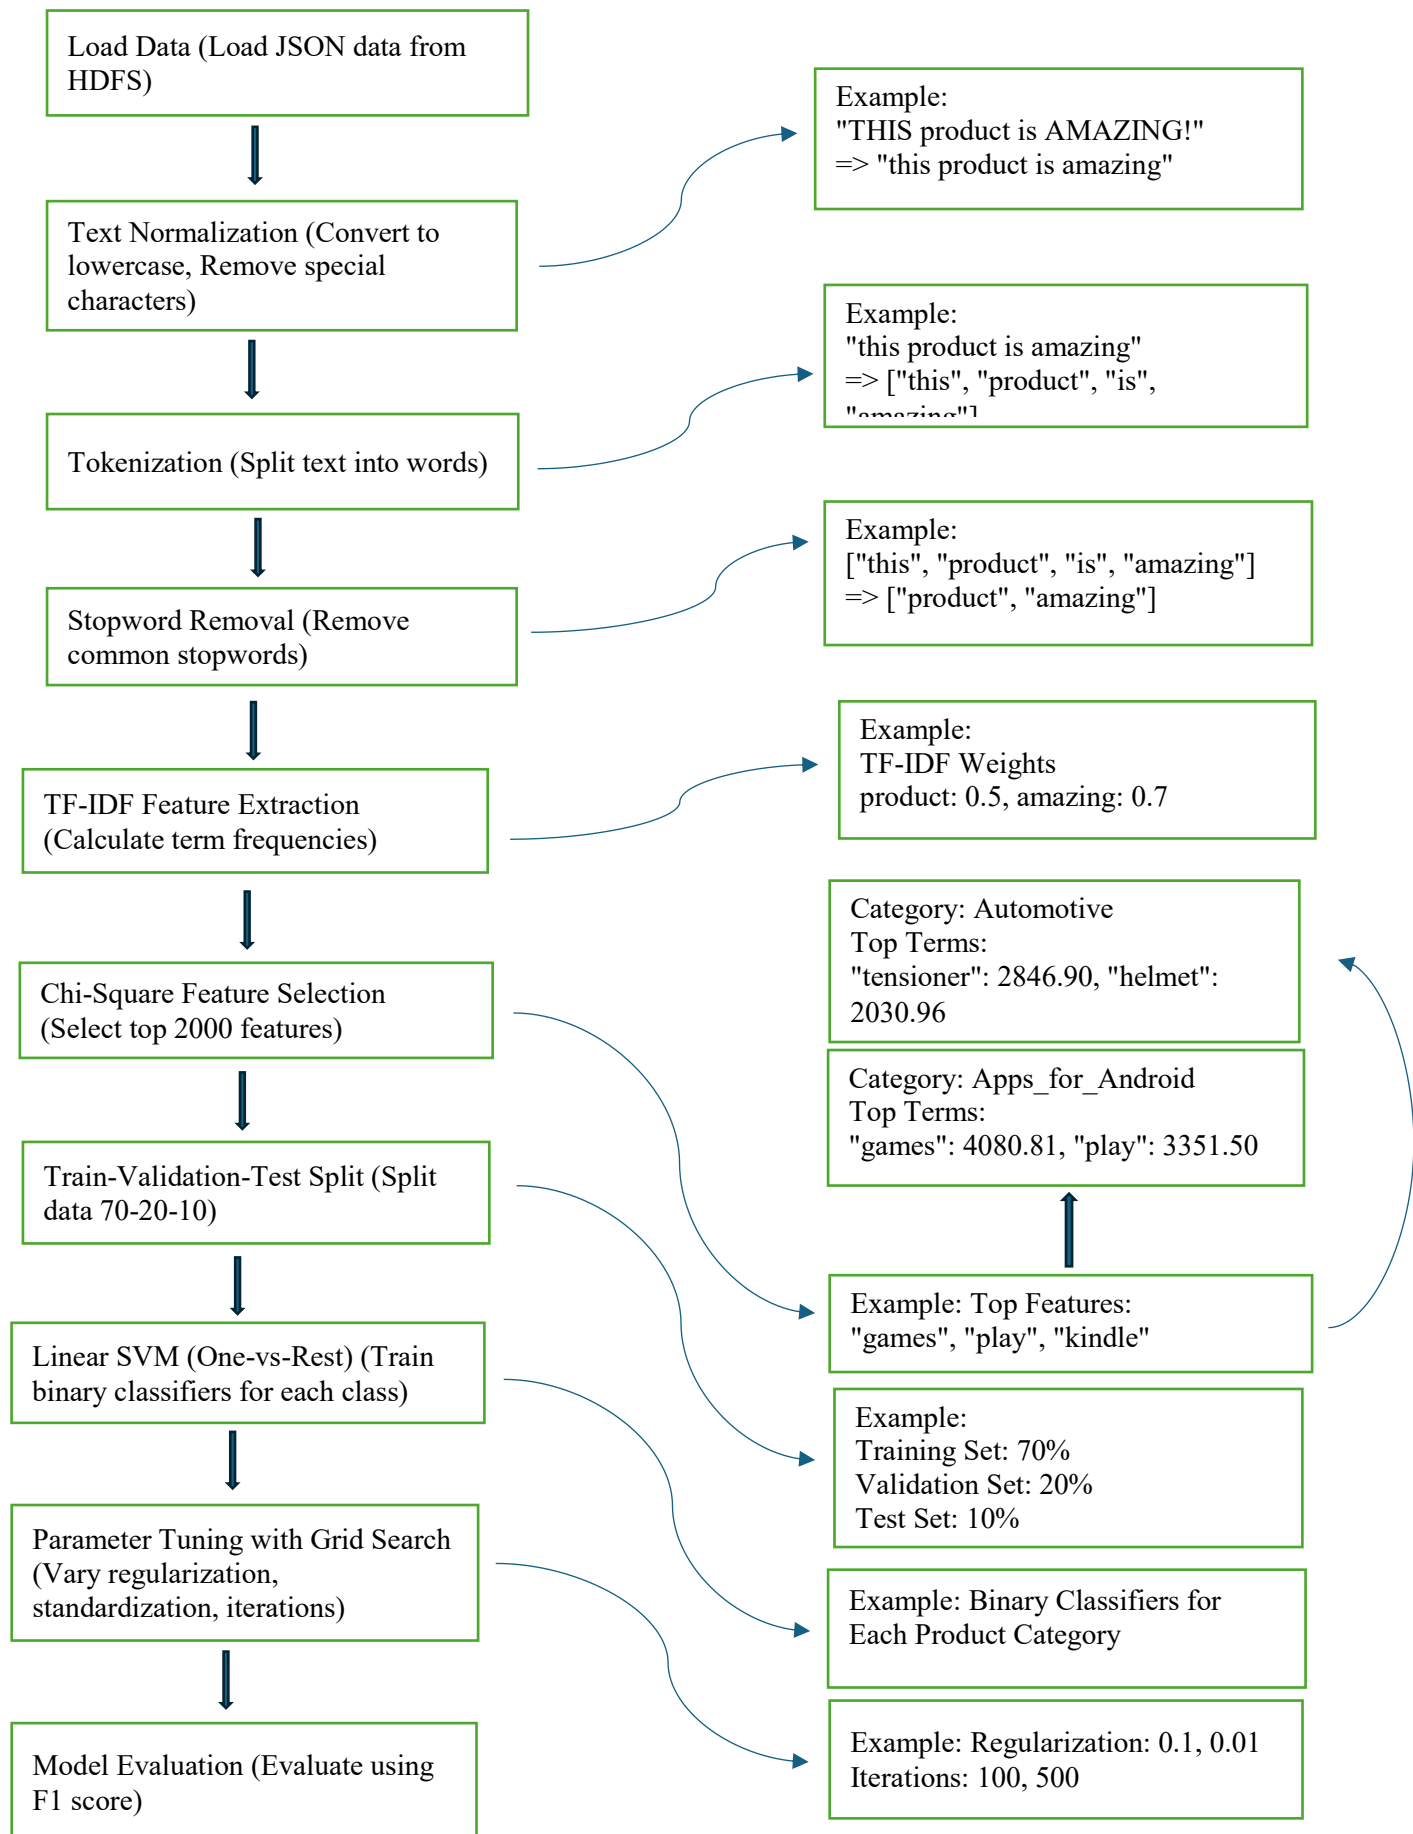 Load Data (Load JSON data from
HDFS)
Example:
"THIS product is AMAZING!"
=> "this product is amazing"
Text Normalization (Convert to
lowercase, Remove special
characters)
Example:
"this product is amazing"
=> ["this", "product", "is",
"amazing"]
Tokenization (Split text into words)
Example:
["this", "product", "is", "amazing"]
=> ["product", "amazing"]
Stopword Removal (Remove
common stopwords)
Example:
TF-IDF Weights
product: 0.5, amazing: 0.7
TF-IDF Feature Extraction
(Calculate term frequencies)
Category: Automotive
Top Terms:
"tensioner": 2846.90, "helmet":
2030.96
Chi-Square Feature Selection
(Select top 2000 features)
Category: Apps_for_Android
Top Terms:
"games": 4080.81, "play": 3351.50
Train-Validation-Test Split (Split
data 70-20-10)
Example: Top Features:
"games", "play", "kindle"
Linear SVM (One-vs-Rest) (Train
binary classifiers for each class)
Example:
Training Set: 70%
Validation Set: 20%
Test Set: 10%
Parameter Tuning with Grid Search
(Vary regularization,
standardization, iterations)
Example: Binary Classifiers for
Each Product Category
Model Evaluation (Evaluate using
F1 score)
Example: Regularization: 0.1, 0.01
Iterations: 100, 500